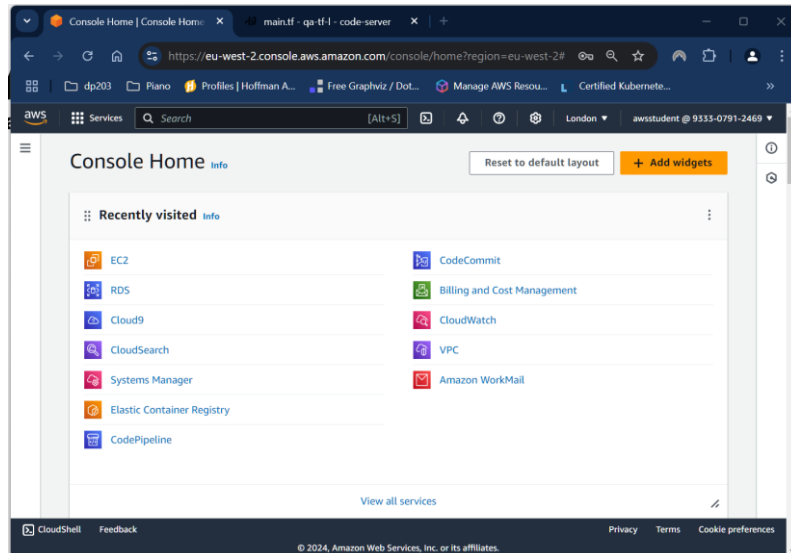 Console Home | Console Home
main.tf - qa-tf-l - code-server
https://eu-west-2.console.aws.amazon.com/console/home?region=eu-west-2#
dp203 Piano Profiles | Hoffman A... Free Graphviz / Dot... Manage AWS Resou... Certified Kubernete...
aws Services Search [Alt+S] London awsstudent @ 9333-0791-2469
Console Home Info
Reset to default layout
+ Add widgets
Recently visited Info
EC2
RDS
Cloud9
CloudSearch
Systems Manager
Elastic Container Registry
CodePipeline
CodeCommit
Billing and Cost Management
CloudWatch
VPC
Amazon WorkMail
View all services
CloudShell Feedback Privacy Terms Cookie preferences
© 2024, Amazon Web Services, Inc. or its affiliates.